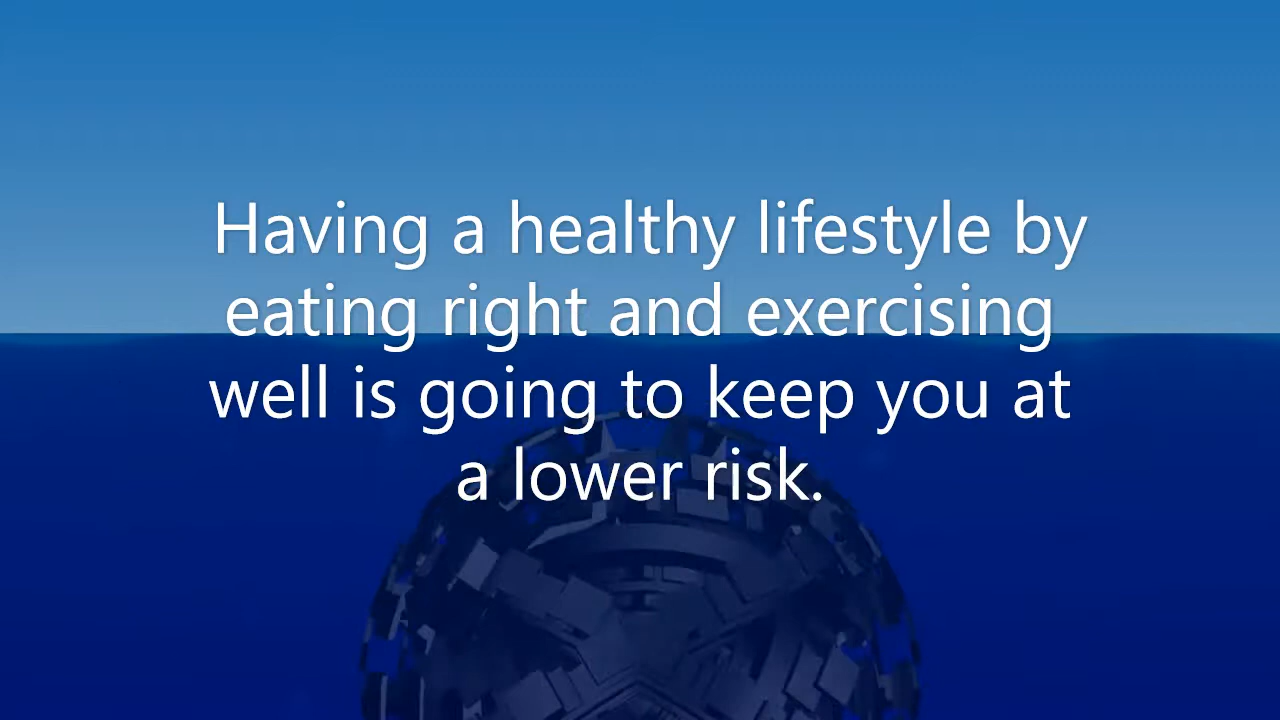 Having a healthy lifestyle by
eating right and exercising
well is going to keep you at
a lower risk.